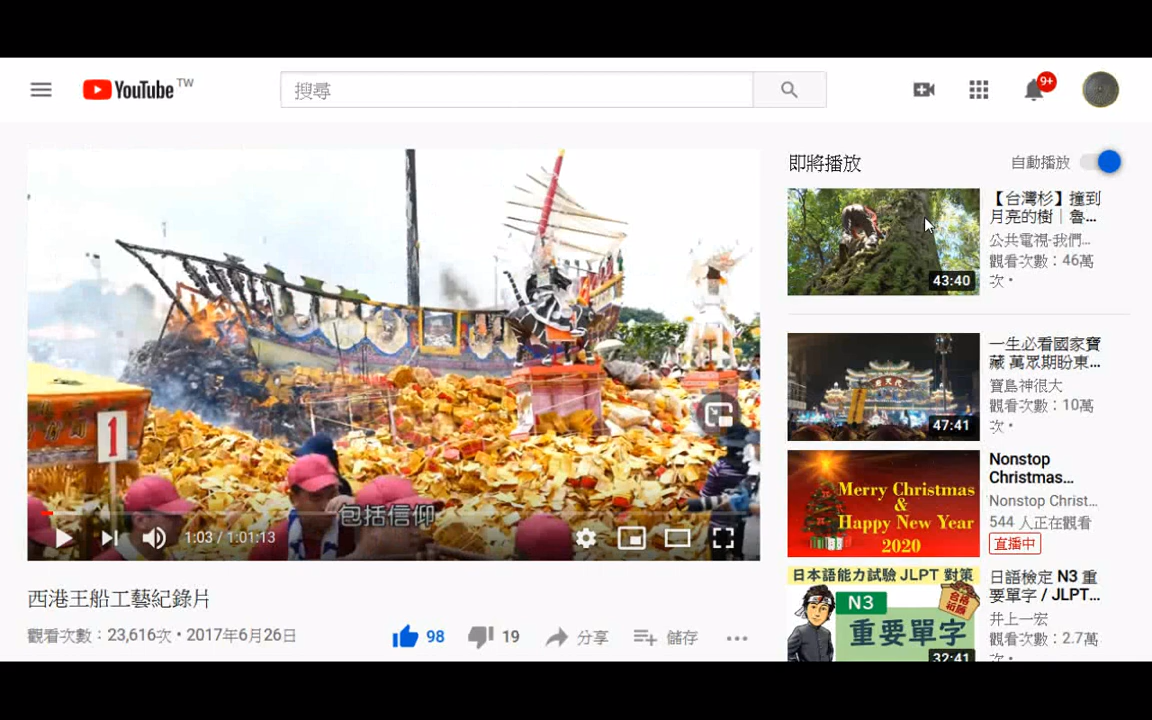 YouTube TW
搜尋
9+
1
包括信仰
1:03 / 1:01:13
西港王船工藝紀錄片
觀看次數：23,616次 • 2017年6月26日
98
19
分享
儲存
即將播放
自動播放
43:40
【台灣杉】撞到
月亮的樹｜魯...
公共電視-我們...
觀看次數：46萬
次 •
47:41
一生必看國家寶
藏 萬眾期盼東...
寶島神很大
觀看次數：10萬
次 •
Merry Christmas
&
Happy New Year
2020
Nonstop
Christmas...
Nonstop Christ...
544 人正在觀看
直播中
日本語能力試験 JLPT 対策
N3
合格祈願
重要單字
32:41
日語檢定 N3 重
要單字 / JLPT...
井上一宏
觀看次數：2.7萬
次 •